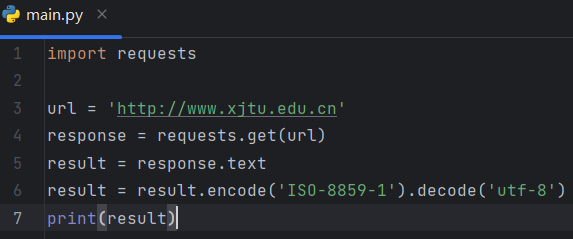 main.py
1 import requests
2
3 url = 'http://www.xjtu.edu.cn'
4 response = requests.get(url)
5 result = response.text
6 result = result.encode('ISO-8859-1').decode('utf-8')
7 print(result)